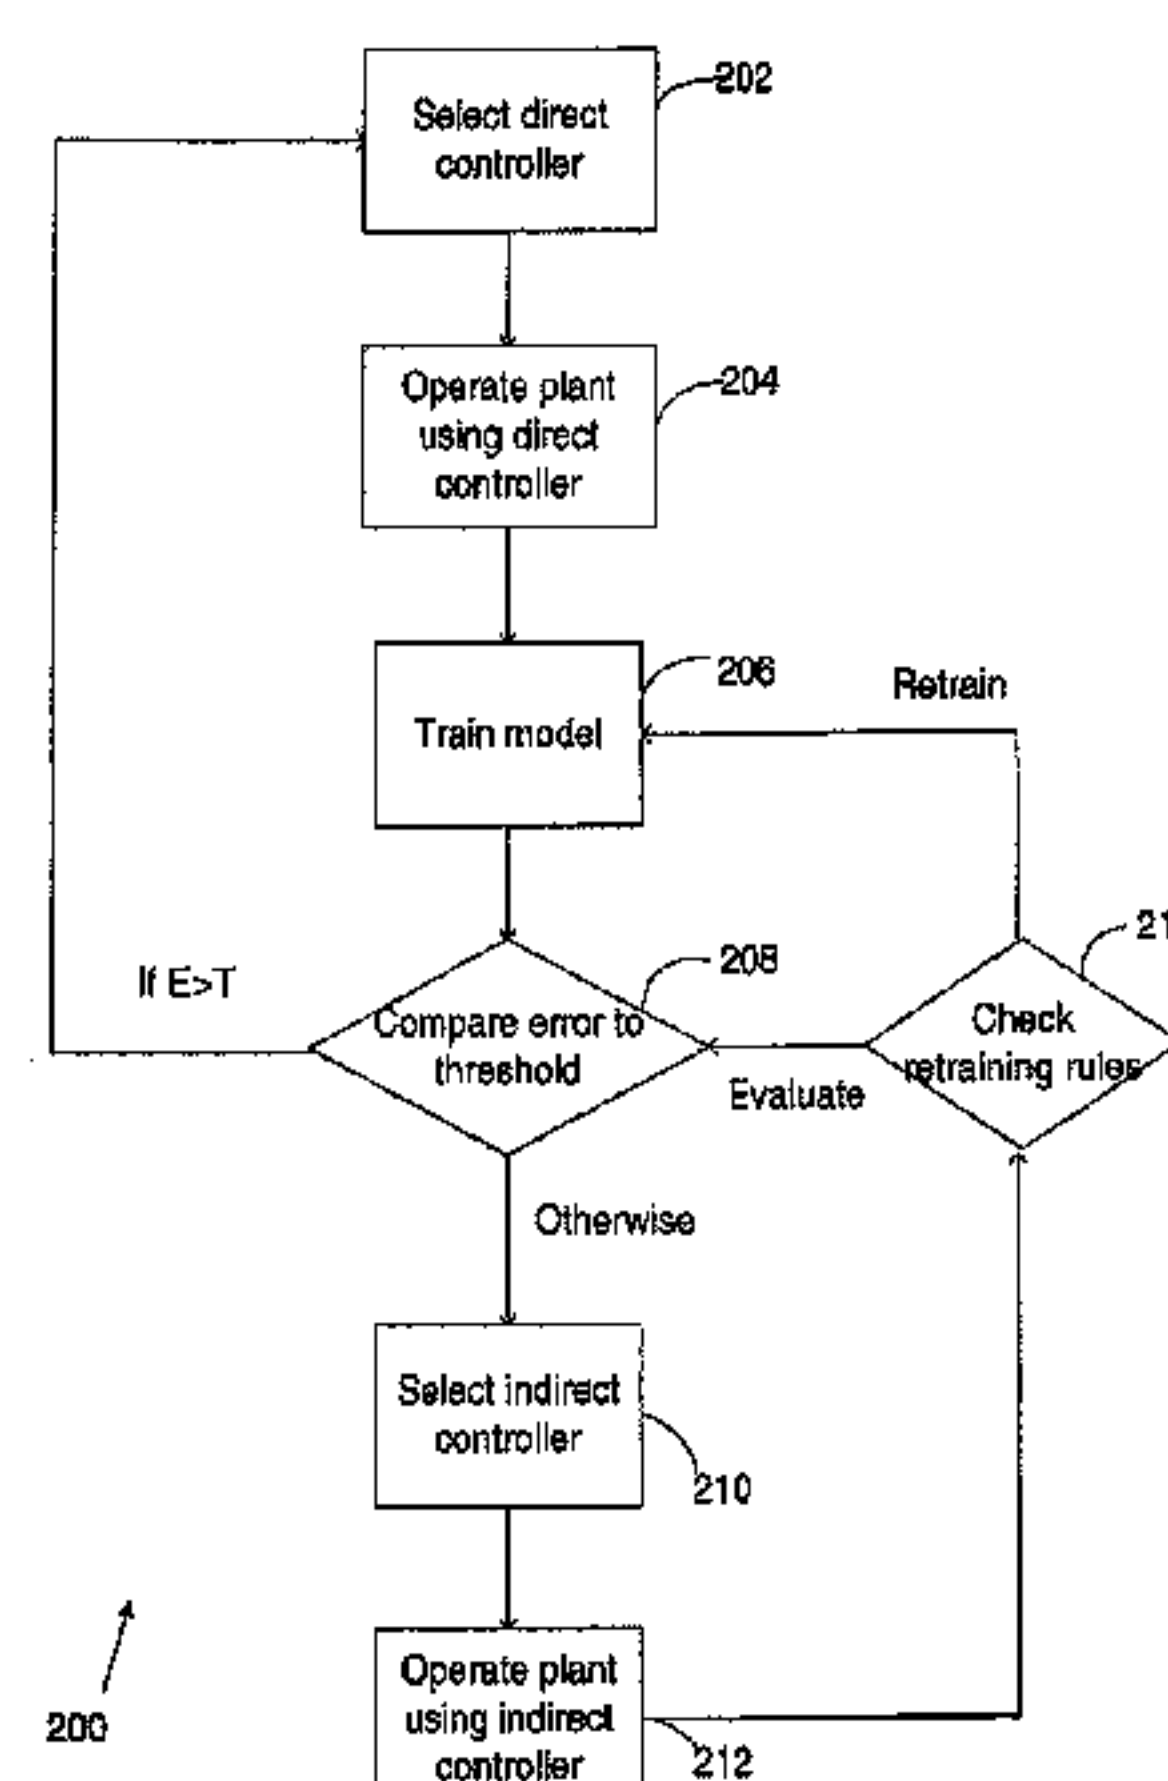 Select direct
controller
202
Operate plant
using direct
controller
204
Train model
206
Retrain
If E>T
Compare error to
threshold
208
Evaluate
Check
retraining rules
21
Otherwise
Select indirect
controller
210
Operate plant
using indirect
controller
212
200